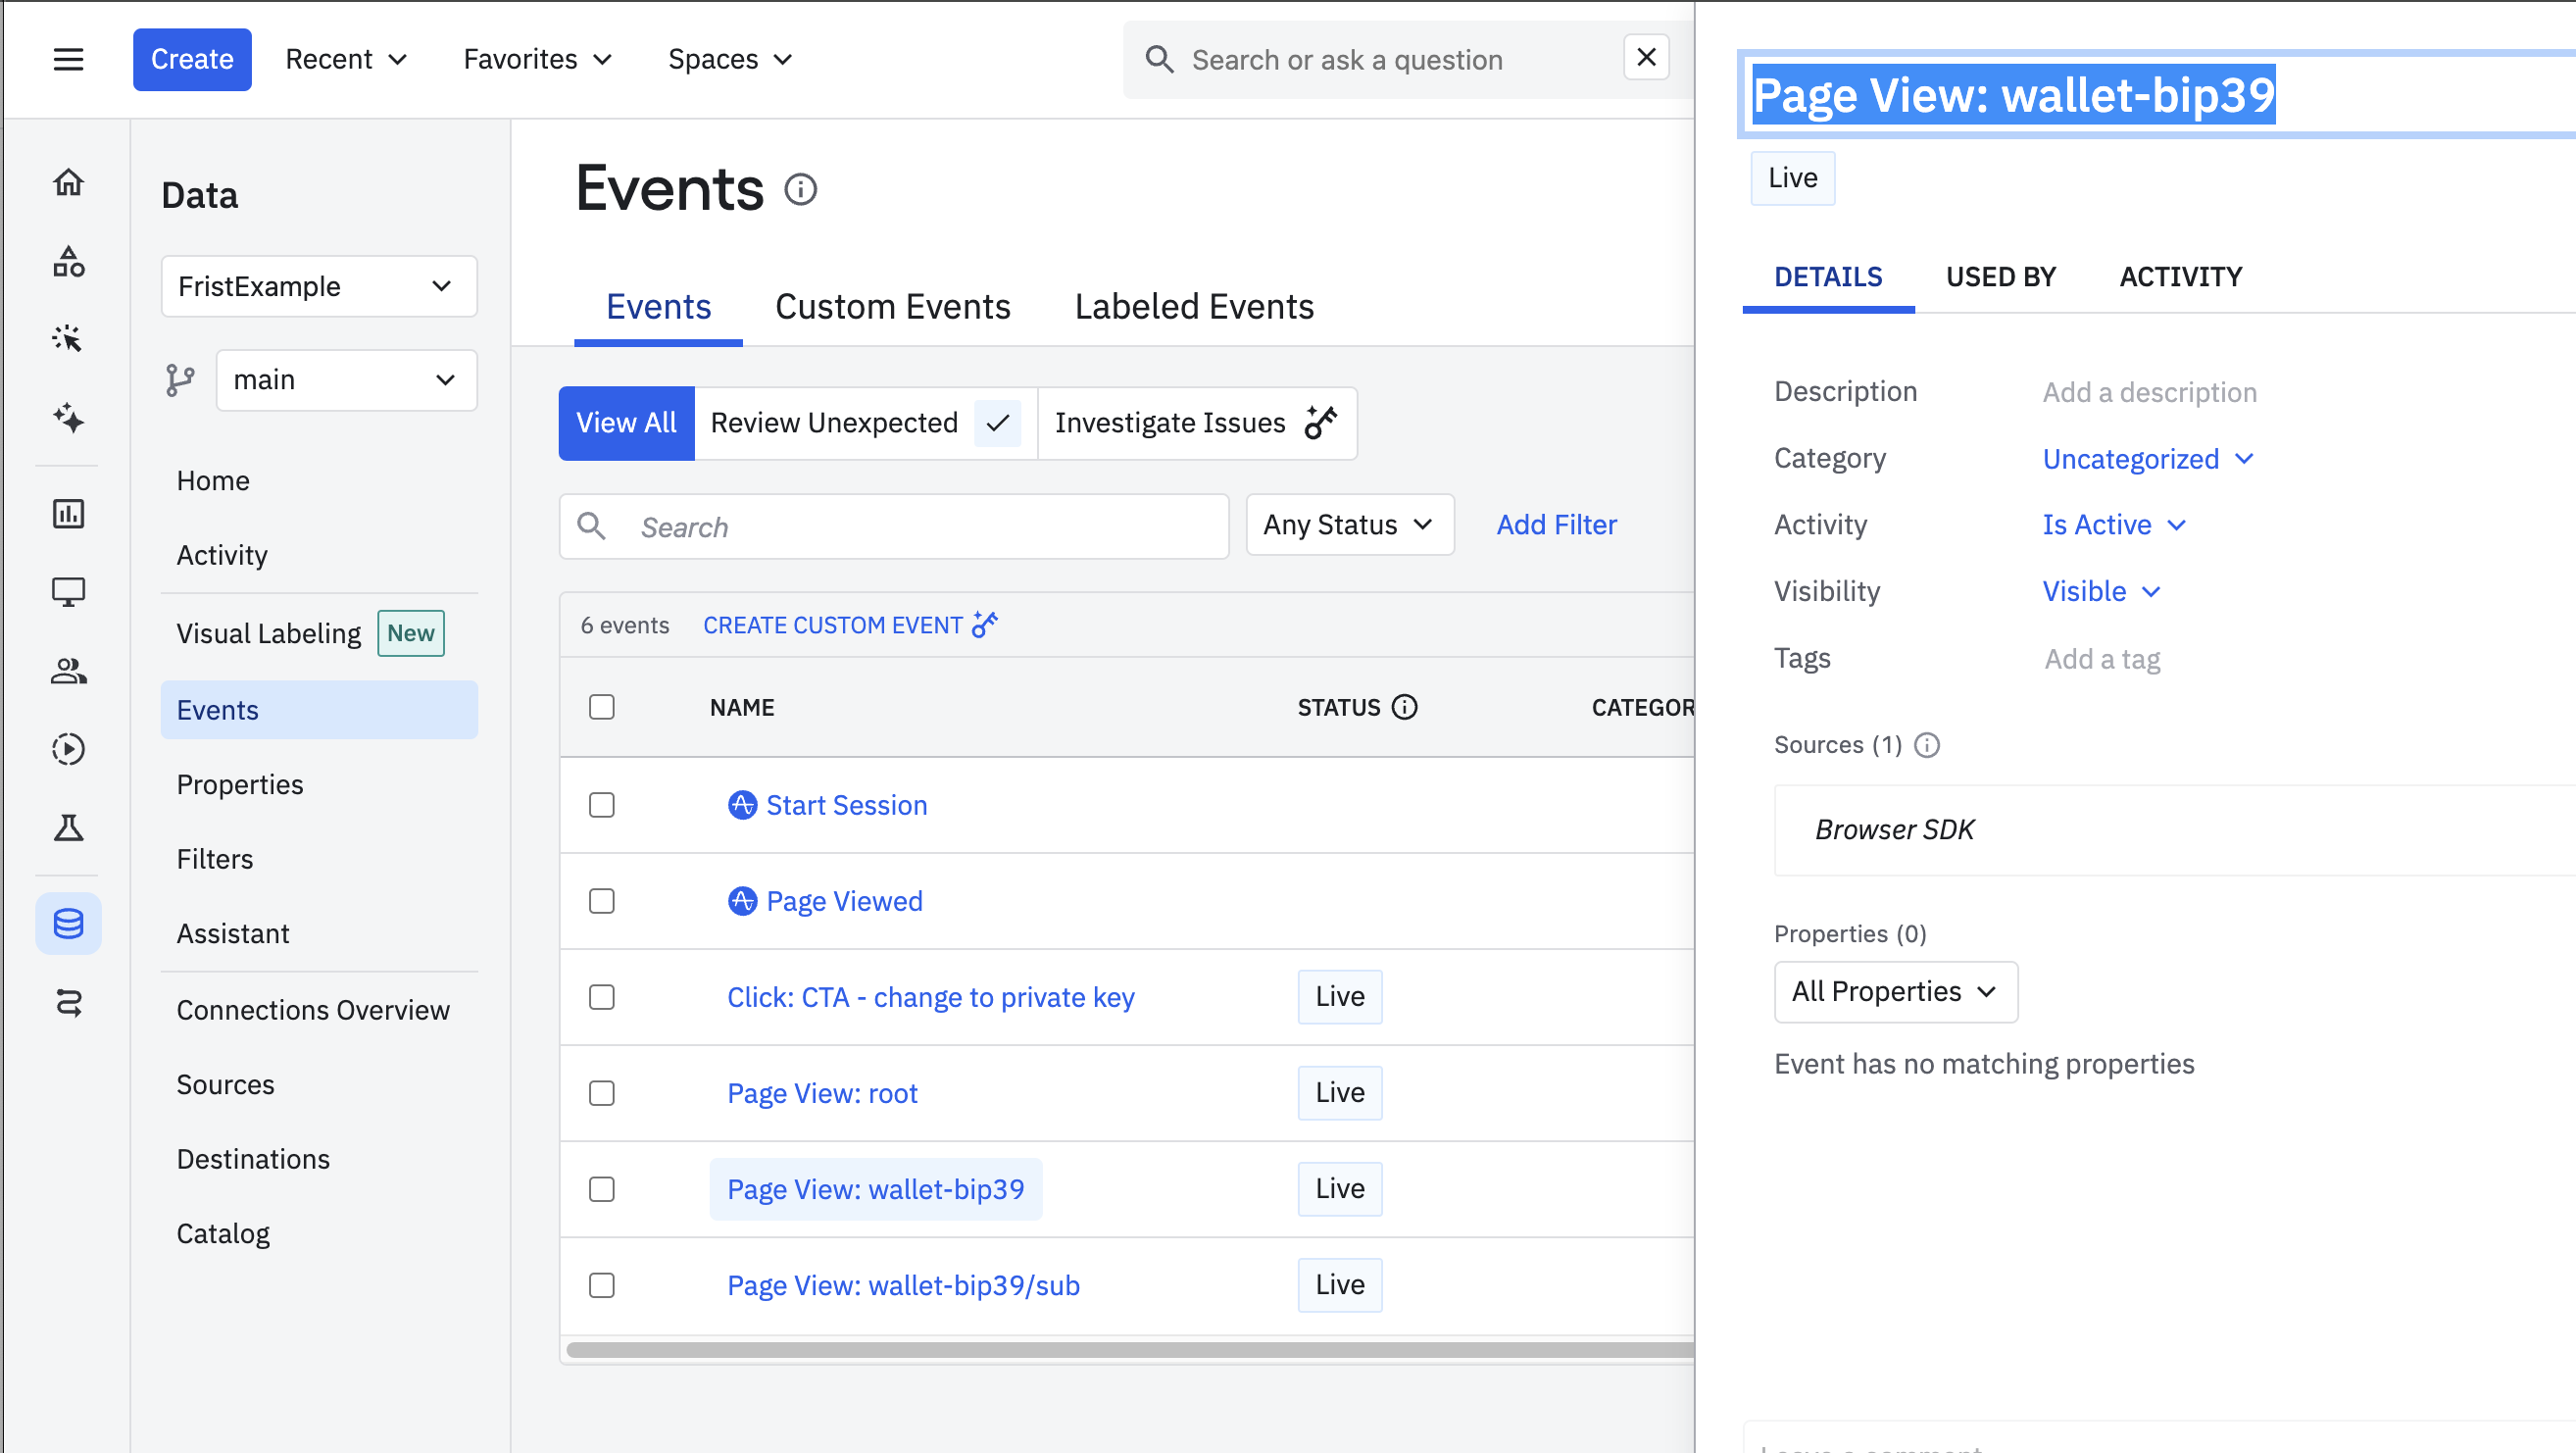 Create
Recent
Favorites
Spaces
Search or ask a question
Data
FristExample
main
Home
Activity
Visual Labeling New
Events
Properties
Filters
Assistant
Connections Overview
Sources
Destinations
Catalog
Events
Events Custom Events Labeled Events
View All Review Unexpected Investigate Issues
Search Any Status Add Filter
6 events CREATE CUSTOM EVENT
NAME STATUS CATEGOR
Start Session
Page Viewed
Click: CTA - change to private key Live
Page View: root Live
Page View: wallet-bip39 Live
Page View: wallet-bip39/sub Live
Page View: wallet-bip39
Live
DETAILS USED BY ACTIVITY
Description Add a description
Category Uncategorized
Activity Is Active
Visibility Visible
Tags Add a tag
Sources (1)
Browser SDK
Properties (0)
All Properties
Event has no matching properties
Leave a comment